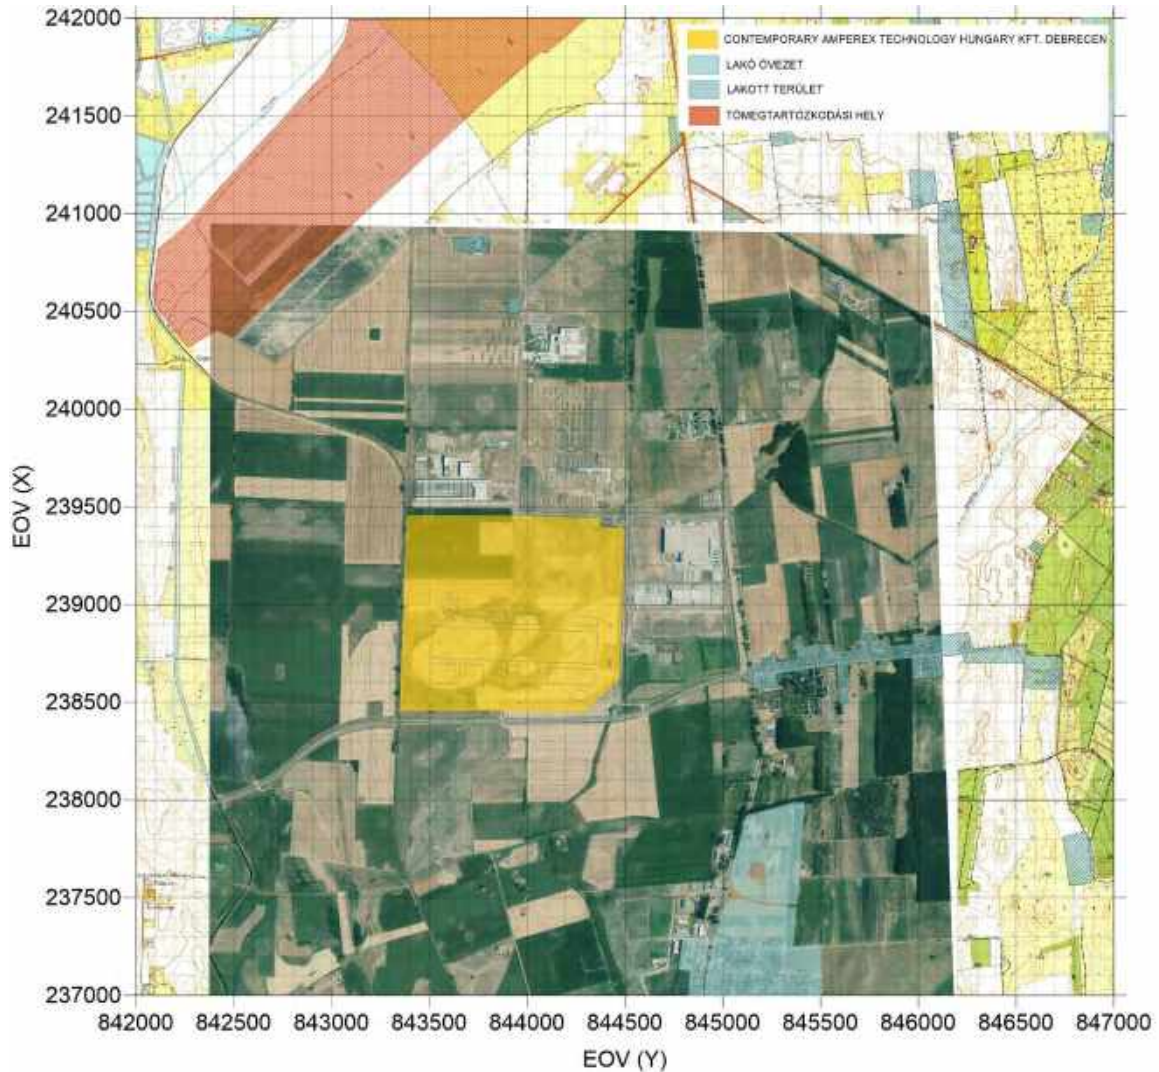 CONTEMPORARY AMPEREX TECHNOLOGY HUNGARY KFT. DEBRECEN
LAKÓ ÖVEZET
LAKOTT TERÜLET
TÖMEGTARTÓZKODÁSI HELY
242000
241500
241000
240500
240000
239500
239000
238500
238000
237500
237000
EOV (X)
842000 842500 843000 843500 844000 844500 845000 845500 846000 846500 847000
EOV (Y)